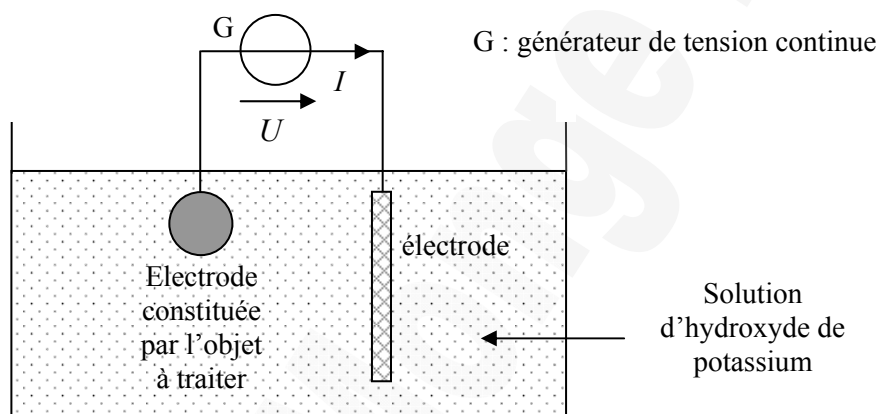 G
G : générateur de tension continue
I
U
électrode
Electrode
constituée
par l'objet
à traiter
Solution
d'hydroxyde de
potassium